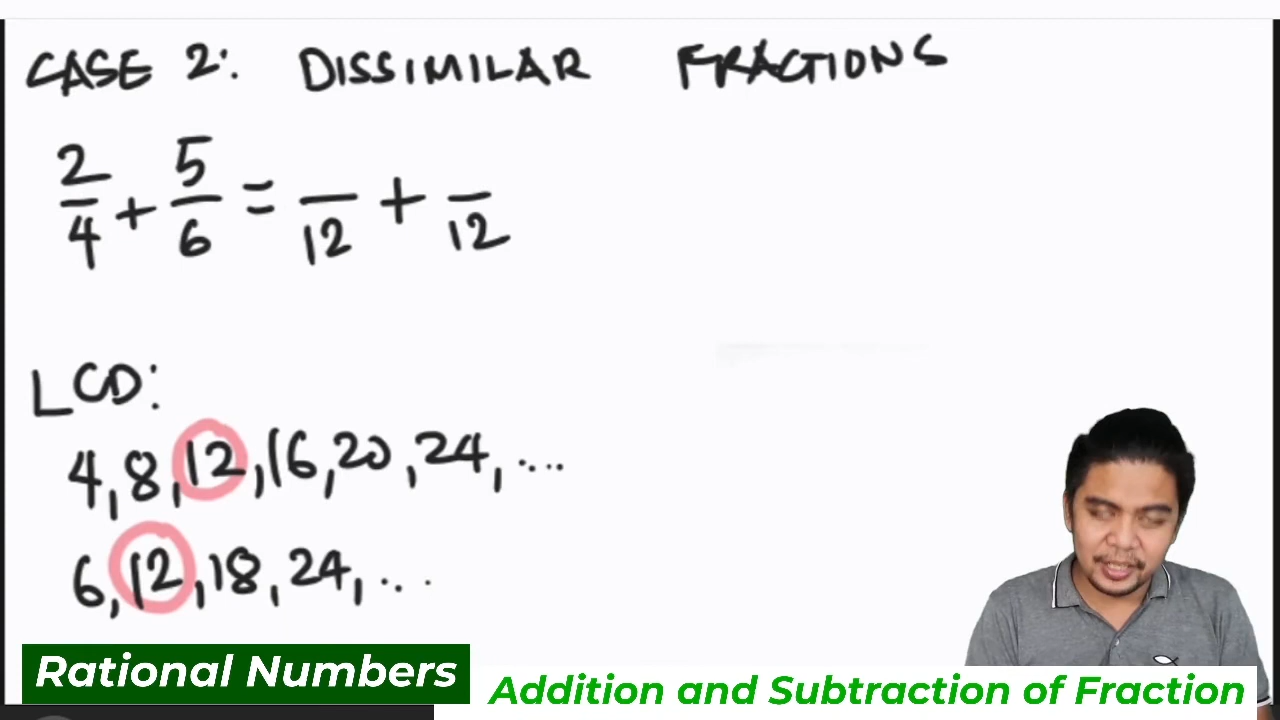 CASE 2: DISSIMILAR FRACTIONS
2/4 + 5/6 = /12 + /12
LCD:
4, 8, 12, 16, 20, 24, ....
6, 12, 18, 24, ...
Rational Numbers
Addition and Subtraction of Fraction